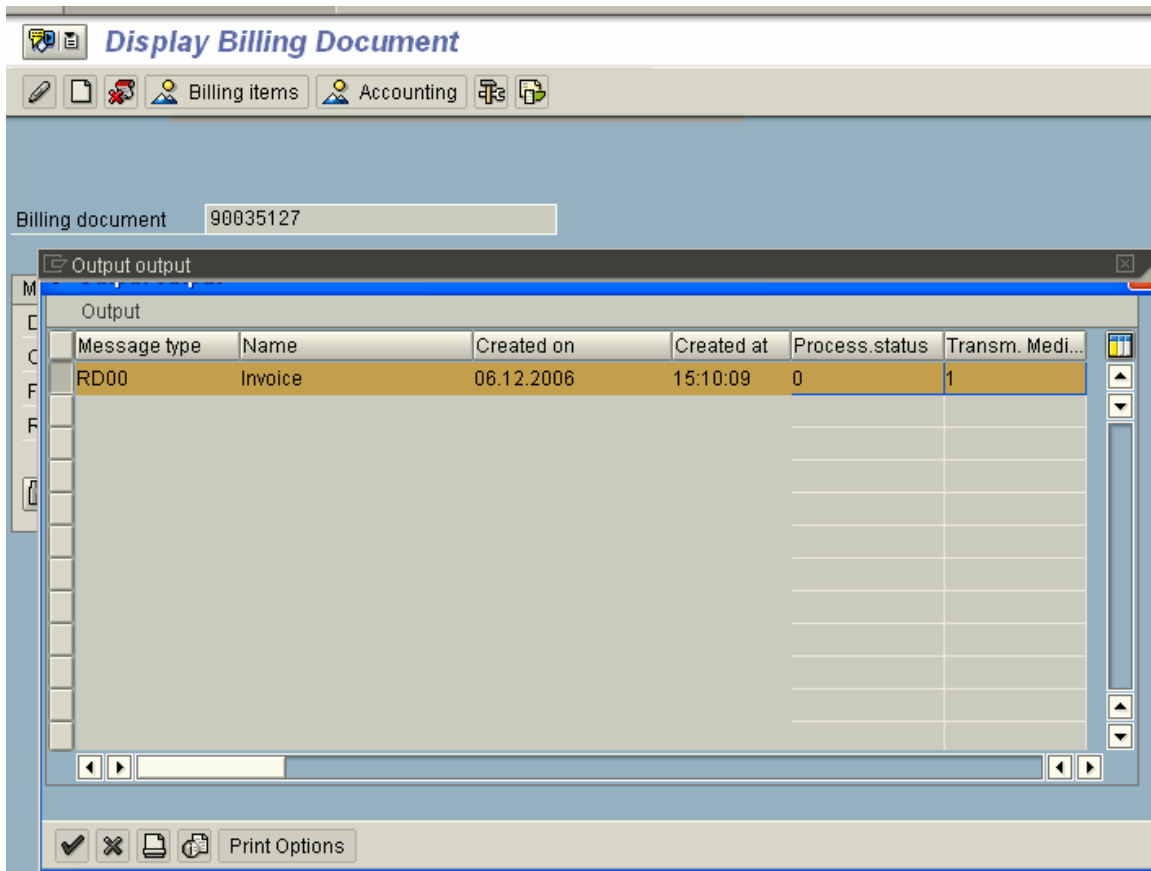 Display Billing Document
Billing items Accounting
Billing document 90035127
Output output
M
Output
Message type Name Created on Created at Process.status Transm. Medi...
RD00 Invoice 06.12.2006 15:10:09 0 1
F
R
Print Options